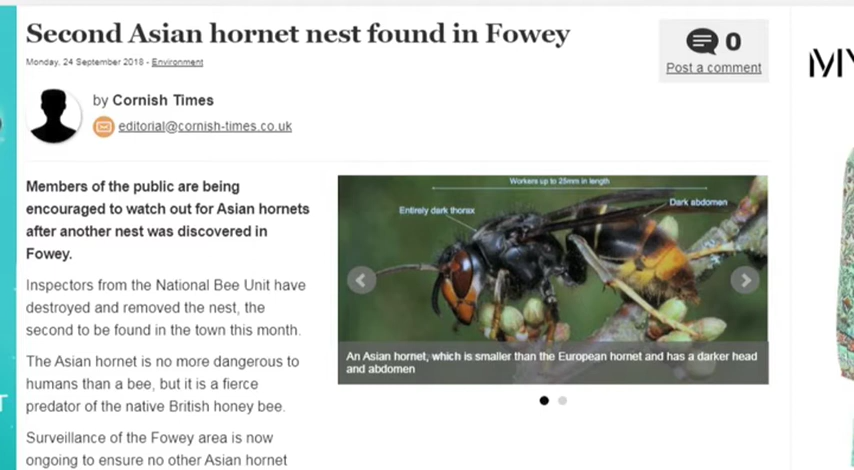 Second Asian hornet nest found in Fowey
Monday, 24 September 2018 - Environment
0
Post a comment
MY
by Cornish Times
editorial@cornish-times.co.uk
Members of the public are being
encouraged to watch out for Asian hornets
after another nest was discovered in
Fowey.
Inspectors from the National Bee Unit have
destroyed and removed the nest, the
second to be found in the town this month.
The Asian hornet is no more dangerous to
humans than a bee, but it is a fierce
predator of the native British honey bee.
Surveillance of the Fowey area is now
ongoing to ensure no other Asian hornet
Workers up to 25mm in length
Entirely dark thorax
Dark abdomen
An Asian hornet, which is smaller than the European hornet and has a darker head
and abdomen
T